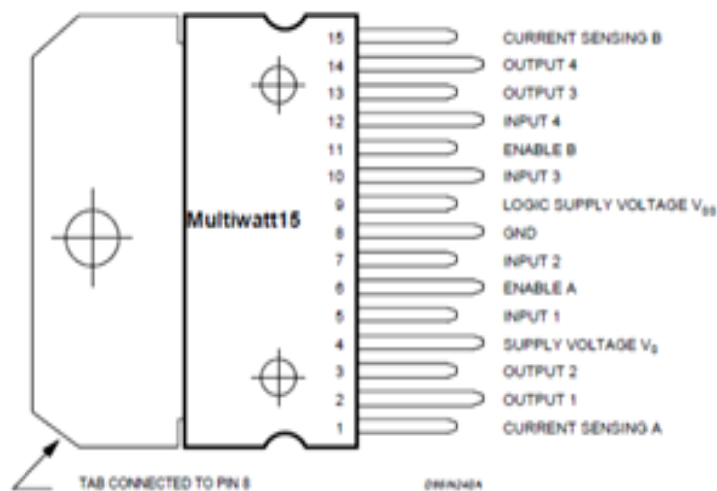 15 CURRENT SENSING B
14 OUTPUT 4
13 OUTPUT 3
12 INPUT 4
11 ENABLE B
10 INPUT 3
9 LOGIC SUPPLY VOLTAGE VSS
Multiwatt15
8 GND
7 INPUT 2
6 ENABLE A
5 INPUT 1
4 SUPPLY VOLTAGE VS
3 OUTPUT 2
2 OUTPUT 1
1 CURRENT SENSING A
TAB CONNECTED TO PIN 8